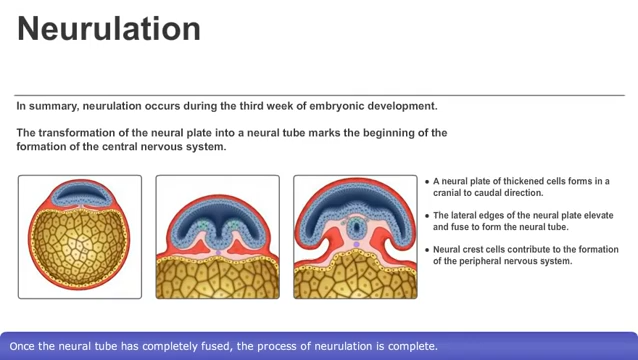 Neurulation
In summary, neurulation occurs during the third week of embryonic development.
The transformation of the neural plate into a neural tube marks the beginning of the
formation of the central nervous system.
● A neural plate of thickened cells forms in a
cranial to caudal direction.
● The lateral edges of the neural plate elevate
and fuse to form the neural tube.
● Neural crest cells contribute to the formation
of the peripheral nervous system.
Once the neural tube has completely fused, the process of neurulation is complete.